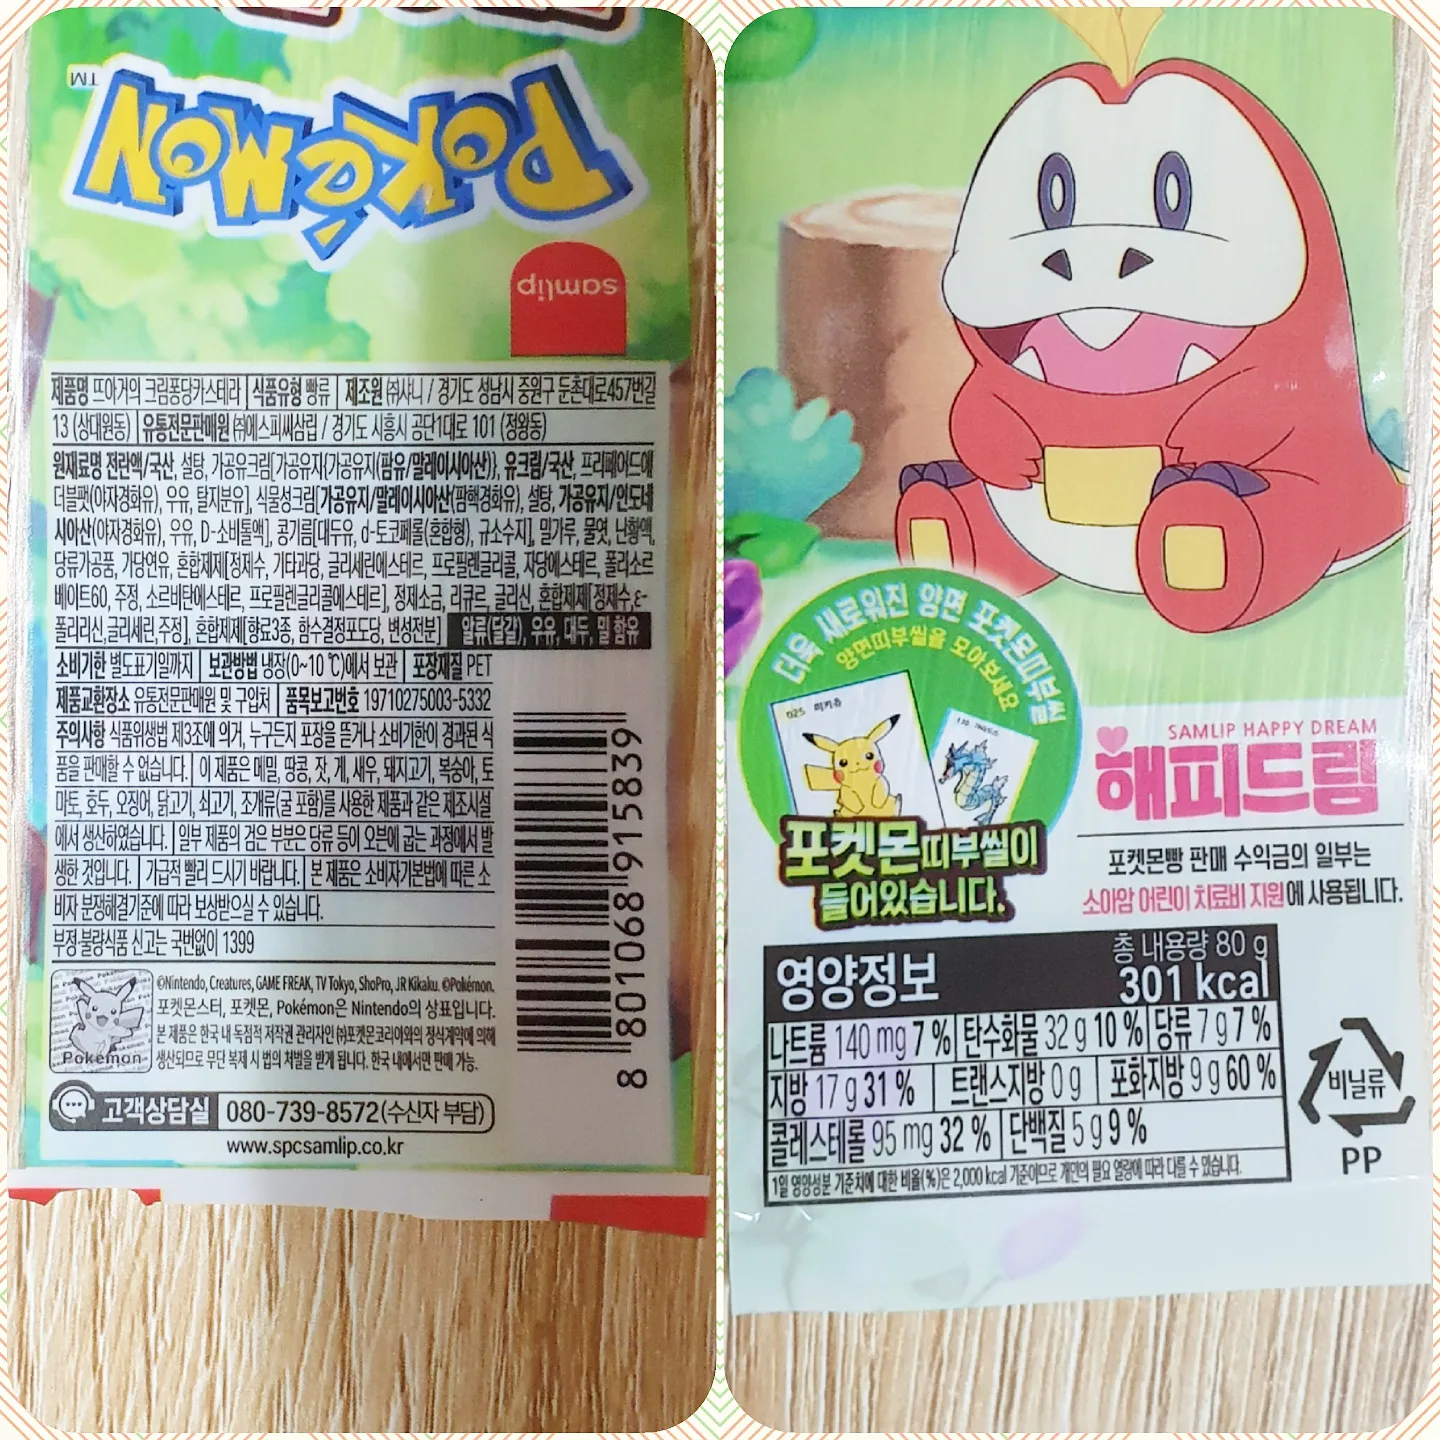 POKéMON™
samlip
제품명 뜨아거의 크림퐁당카스테라 | 식품유형 빵류 | 제조원 ㈜샤니 / 경기도 성남시 중원구 둔촌대로457번길
13 (상대원동) | 유통전문판매원 ㈜에스피씨삼립 / 경기도 시흥시 공단1대로 101 (정왕동)
원재료명 전란액/국산, 설탕, 가공유크림[가공유지{가공유지(팜유/말레이시아산)}, 유크림/국산, 프리페어드에
더블팻(야자경화유), 우유, 탈지분유], 식물성크림[가공유지/말레이시아산(팜핵경화유), 설탕, 가공유지/인도네
시아산(야자경화유), 우유, D-소비톨액], 콩기름[대두유, d-토코페롤(혼합형), 규소수지], 밀가루, 물엿, 난황액,
당류가공품, 가당연유, 혼합제제[정제수, 기타과당, 글리세린에스테르, 프로필렌글리콜, 자당에스테르, 폴리소르
베이트60, 주정, 소르비탄에스테르, 프로필렌글리콜에스테르], 정제소금, 리큐르, 글리신, 혼합제제[정제수,ε-
폴리리신,글리세린,주정], 혼합제제[향료3종, 함수결정포도당, 변성전분] 알류(달걀), 우유, 대두, 밀 함유
소비기한 별도표기일까지 | 보관방법 냉장(0~10 ℃)에서 보관 | 포장재질 PET
제품교환장소 유통전문판매원 및 구입처 | 품목보고번호 19710275003-5332
주의사항 식품위생법 제3조에 의거, 누구든지 포장을 뜯거나 소비기한이 경과된 식
품을 판매할 수 없습니다. | 이 제품은 메밀, 땅콩, 잣, 게, 새우, 돼지고기, 복숭아, 토
마토, 호두, 오징어, 닭고기, 쇠고기, 조개류(굴 포함)를 사용한 제품과 같은 제조시설
에서 생산하였습니다. | 일부 제품의 검은 부분은 당류 등이 오븐에 굽는 과정에서 발
생한 것입니다. | 가급적 빨리 드시기 바랍니다. | 본 제품은 소비자기본법에 따른 소
비자 분쟁해결기준에 따라 보상받으실 수 있습니다.
부정·불량식품 신고는 국번없이 1399
8 801068 915839
©Nintendo, Creatures, GAME FREAK, TV Tokyo, ShoPro, JR Kikaku. ©Pokémon.
포켓몬스터, 포켓몬, Pokémon은 Nintendo의 상표입니다.
본 제품은 한국 내 독점적 저작권 관리자인 ㈜포켓몬코리아와의 정식계약에 의해
생산되므로 무단 복제 시 법의 처벌을 받게 됩니다. 한국 내에서만 판매 가능.
Pokémon
고객상담실 080-739-8572(수신자 부담)
www.spcsamlip.co.kr
더욱 새로워진 양면 포켓몬띠부씰
양면띠부씰을 모아보세요
025 피카츄
130 갸라도스
포켓몬띠부씰이
들어있습니다.
SAMLIP HAPPY DREAM
해피드림
포켓몬빵 판매 수익금의 일부는
소아암 어린이 치료비 지원에 사용됩니다.
영양정보
총 내용량 80 g
301 kcal
나트륨 140 mg 7 % | 탄수화물 32 g 10 % | 당류 7 g 7 %
지방 17 g 31 % | 트랜스지방 0 g | 포화지방 9 g 60 %
콜레스테롤 95 mg 32 % | 단백질 5 g 9 %
1일 영양성분 기준치에 대한 비율(%)은 2,000 kcal 기준이므로 개인의 필요 열량에 따라 다를 수 있습니다.
비닐류
PP